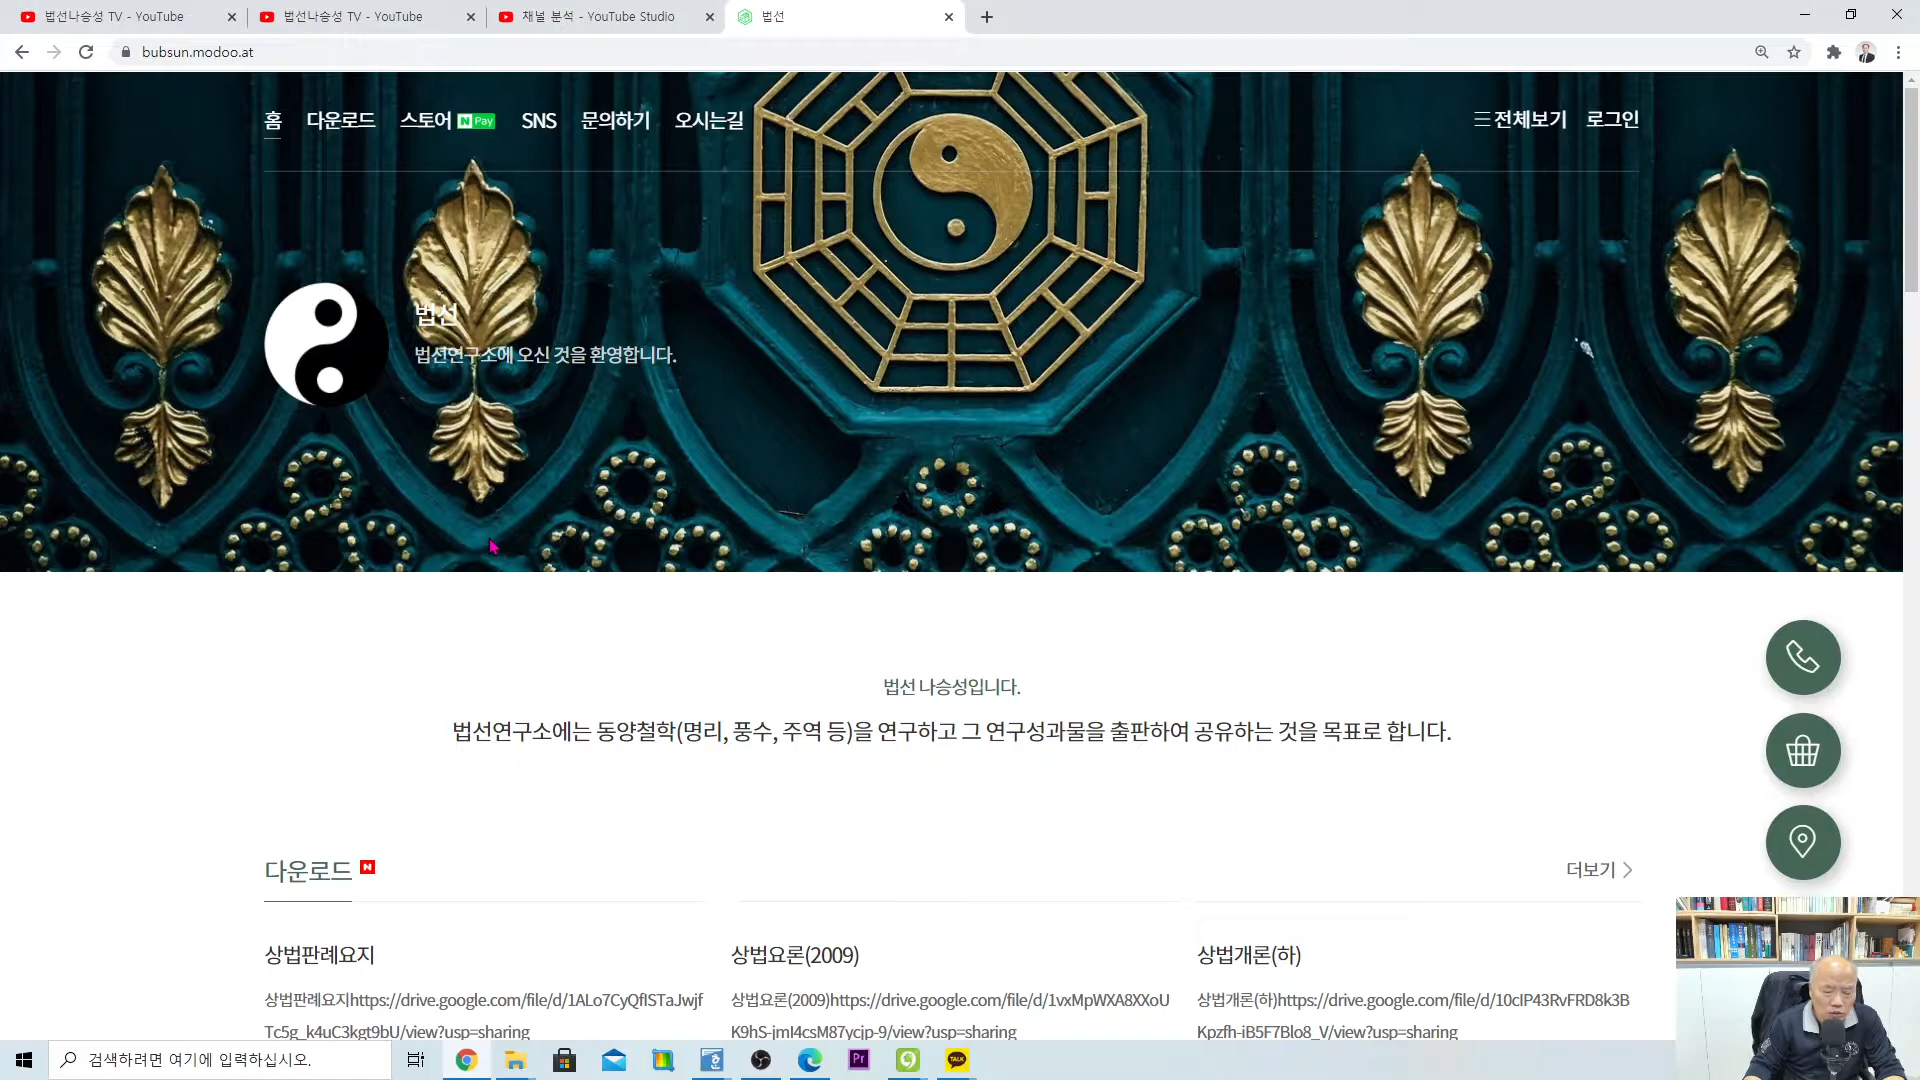 법선나승성 TV - YouTube
법선나승성 TV - YouTube
채널 분석 - YouTube Studio
법선
bubsun.modoo.at
홈 다운로드 스토어 N Pay SNS 문의하기 오시는길
전체보기 로그인
법선
법선연구소에 오신 것을 환영합니다.
법선 나승성입니다.
법선연구소에는 동양철학(명리, 풍수, 주역 등)을 연구하고 그 연구성과물을 출판하여 공유하는 것을 목표로 합니다.
다운로드 N
더보기
상법판례요지
상법판례요지https://drive.google.com/file/d/1ALo7CyQflSTaJwjf
Tc5g_k4uC3kgt9bU/view?usp=sharing
상법요론(2009)
상법요론(2009)https://drive.google.com/file/d/1vxMpWXA8XXoU
K9hS-jmI4csM87ycjp-9/view?usp=sharing
상법개론(하)
상법개론(하)https://drive.google.com/file/d/10cIP43RvFRD8k3B
Kpzfh-iB5F7Blo8_V/view?usp=sharing
검색하려면 여기에 입력하십시오.
Pr
TALK